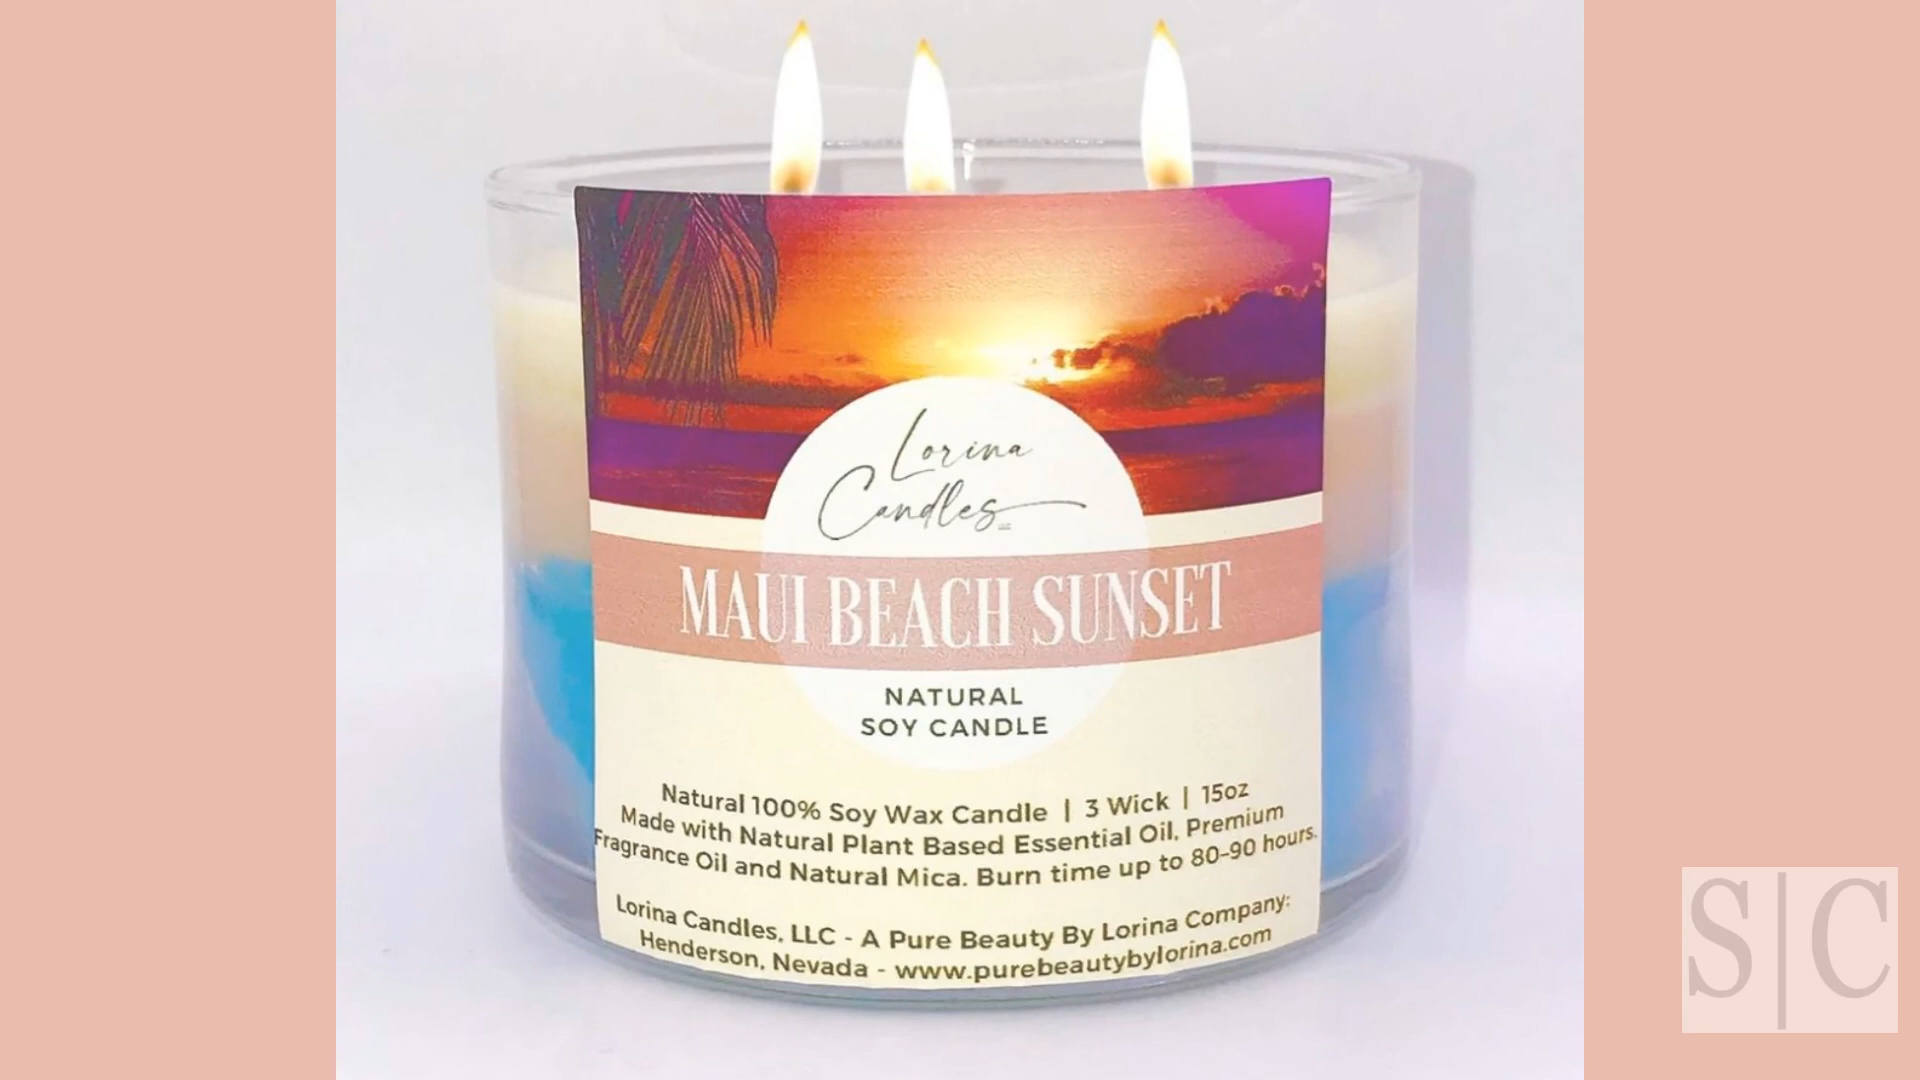 Lorina
Candles LLC
MAUI BEACH SUNSET
NATURAL
SOY CANDLE
Natural 100% Soy Wax Candle | 3 Wick | 15oz
Made with Natural Plant Based Essential Oil, Premium
Fragrance Oil and Natural Mica. Burn time up to 80-90 hours.
Lorina Candles, LLC - A Pure Beauty By Lorina Company:
Henderson, Nevada - www.purebeautybylorina.com
S|C